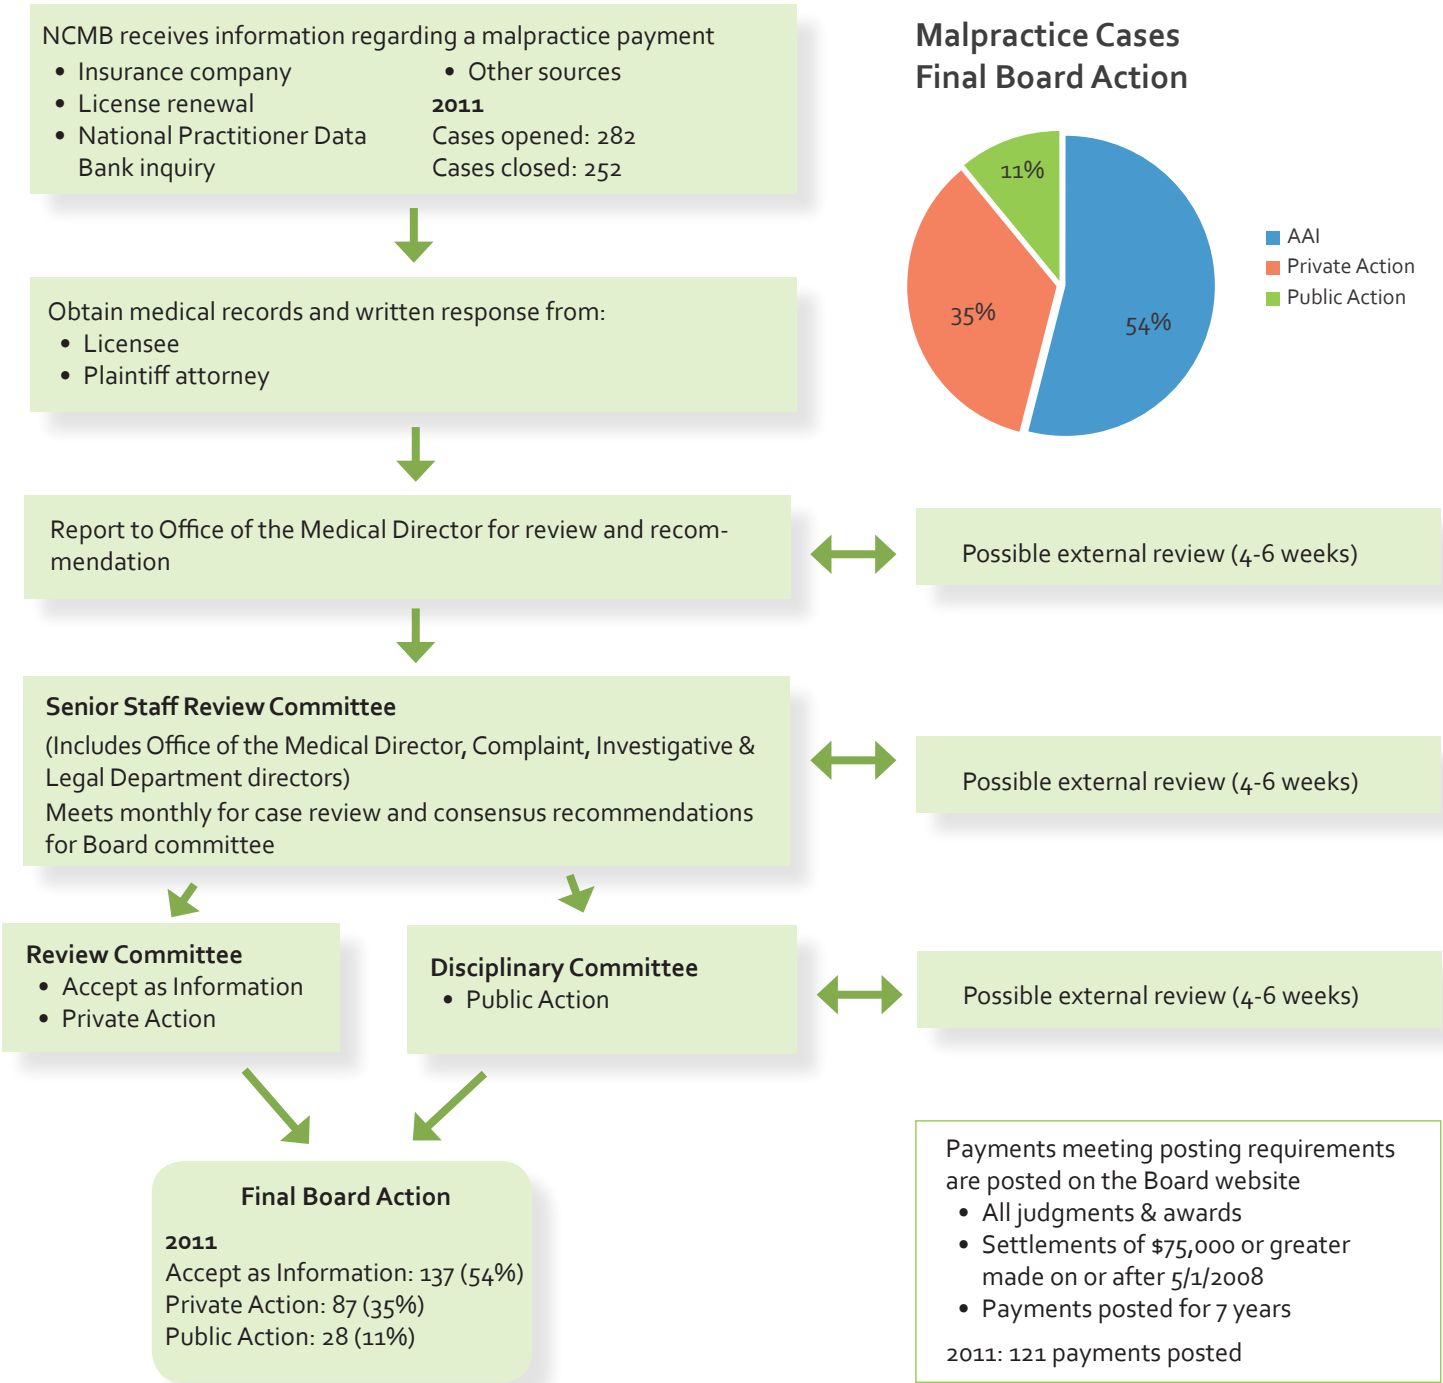 NCMB receives information regarding a malpractice payment
• Insurance company
• License renewal
• National Practitioner Data
Bank inquiry
• Other sources
2011
Cases opened: 282
Cases closed: 252
Malpractice Cases
Final Board Action
11%
35%
54%
AAI
Private Action
Public Action
Obtain medical records and written response from:
• Licensee
• Plaintiff attorney
Report to Office of the Medical Director for review and recom-
mendation
Possible external review (4-6 weeks)
Senior Staff Review Committee
(Includes Office of the Medical Director, Complaint, Investigative &
Legal Department directors)
Meets monthly for case review and consensus recommendations
for Board committee
Possible external review (4-6 weeks)
Review Committee
• Accept as Information
• Private Action
Disciplinary Committee
• Public Action
Possible external review (4-6 weeks)
Final Board Action
2011
Accept as Information: 137 (54%)
Private Action: 87 (35%)
Public Action: 28 (11%)
Payments meeting posting requirements
are posted on the Board website
• All judgments & awards
• Settlements of $75,000 or greater
made on or after 5/1/2008
• Payments posted for 7 years
2011: 121 payments posted